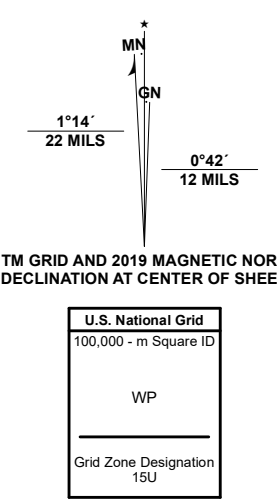 ★
MN
GN
1°14´
22 MILS
0°42´
12 MILS
TM GRID AND 2019 MAGNETIC NOR
DECLINATION AT CENTER OF SHEE
U.S. National Grid
100,000 - m Square ID
WP
Grid Zone Designation
15U